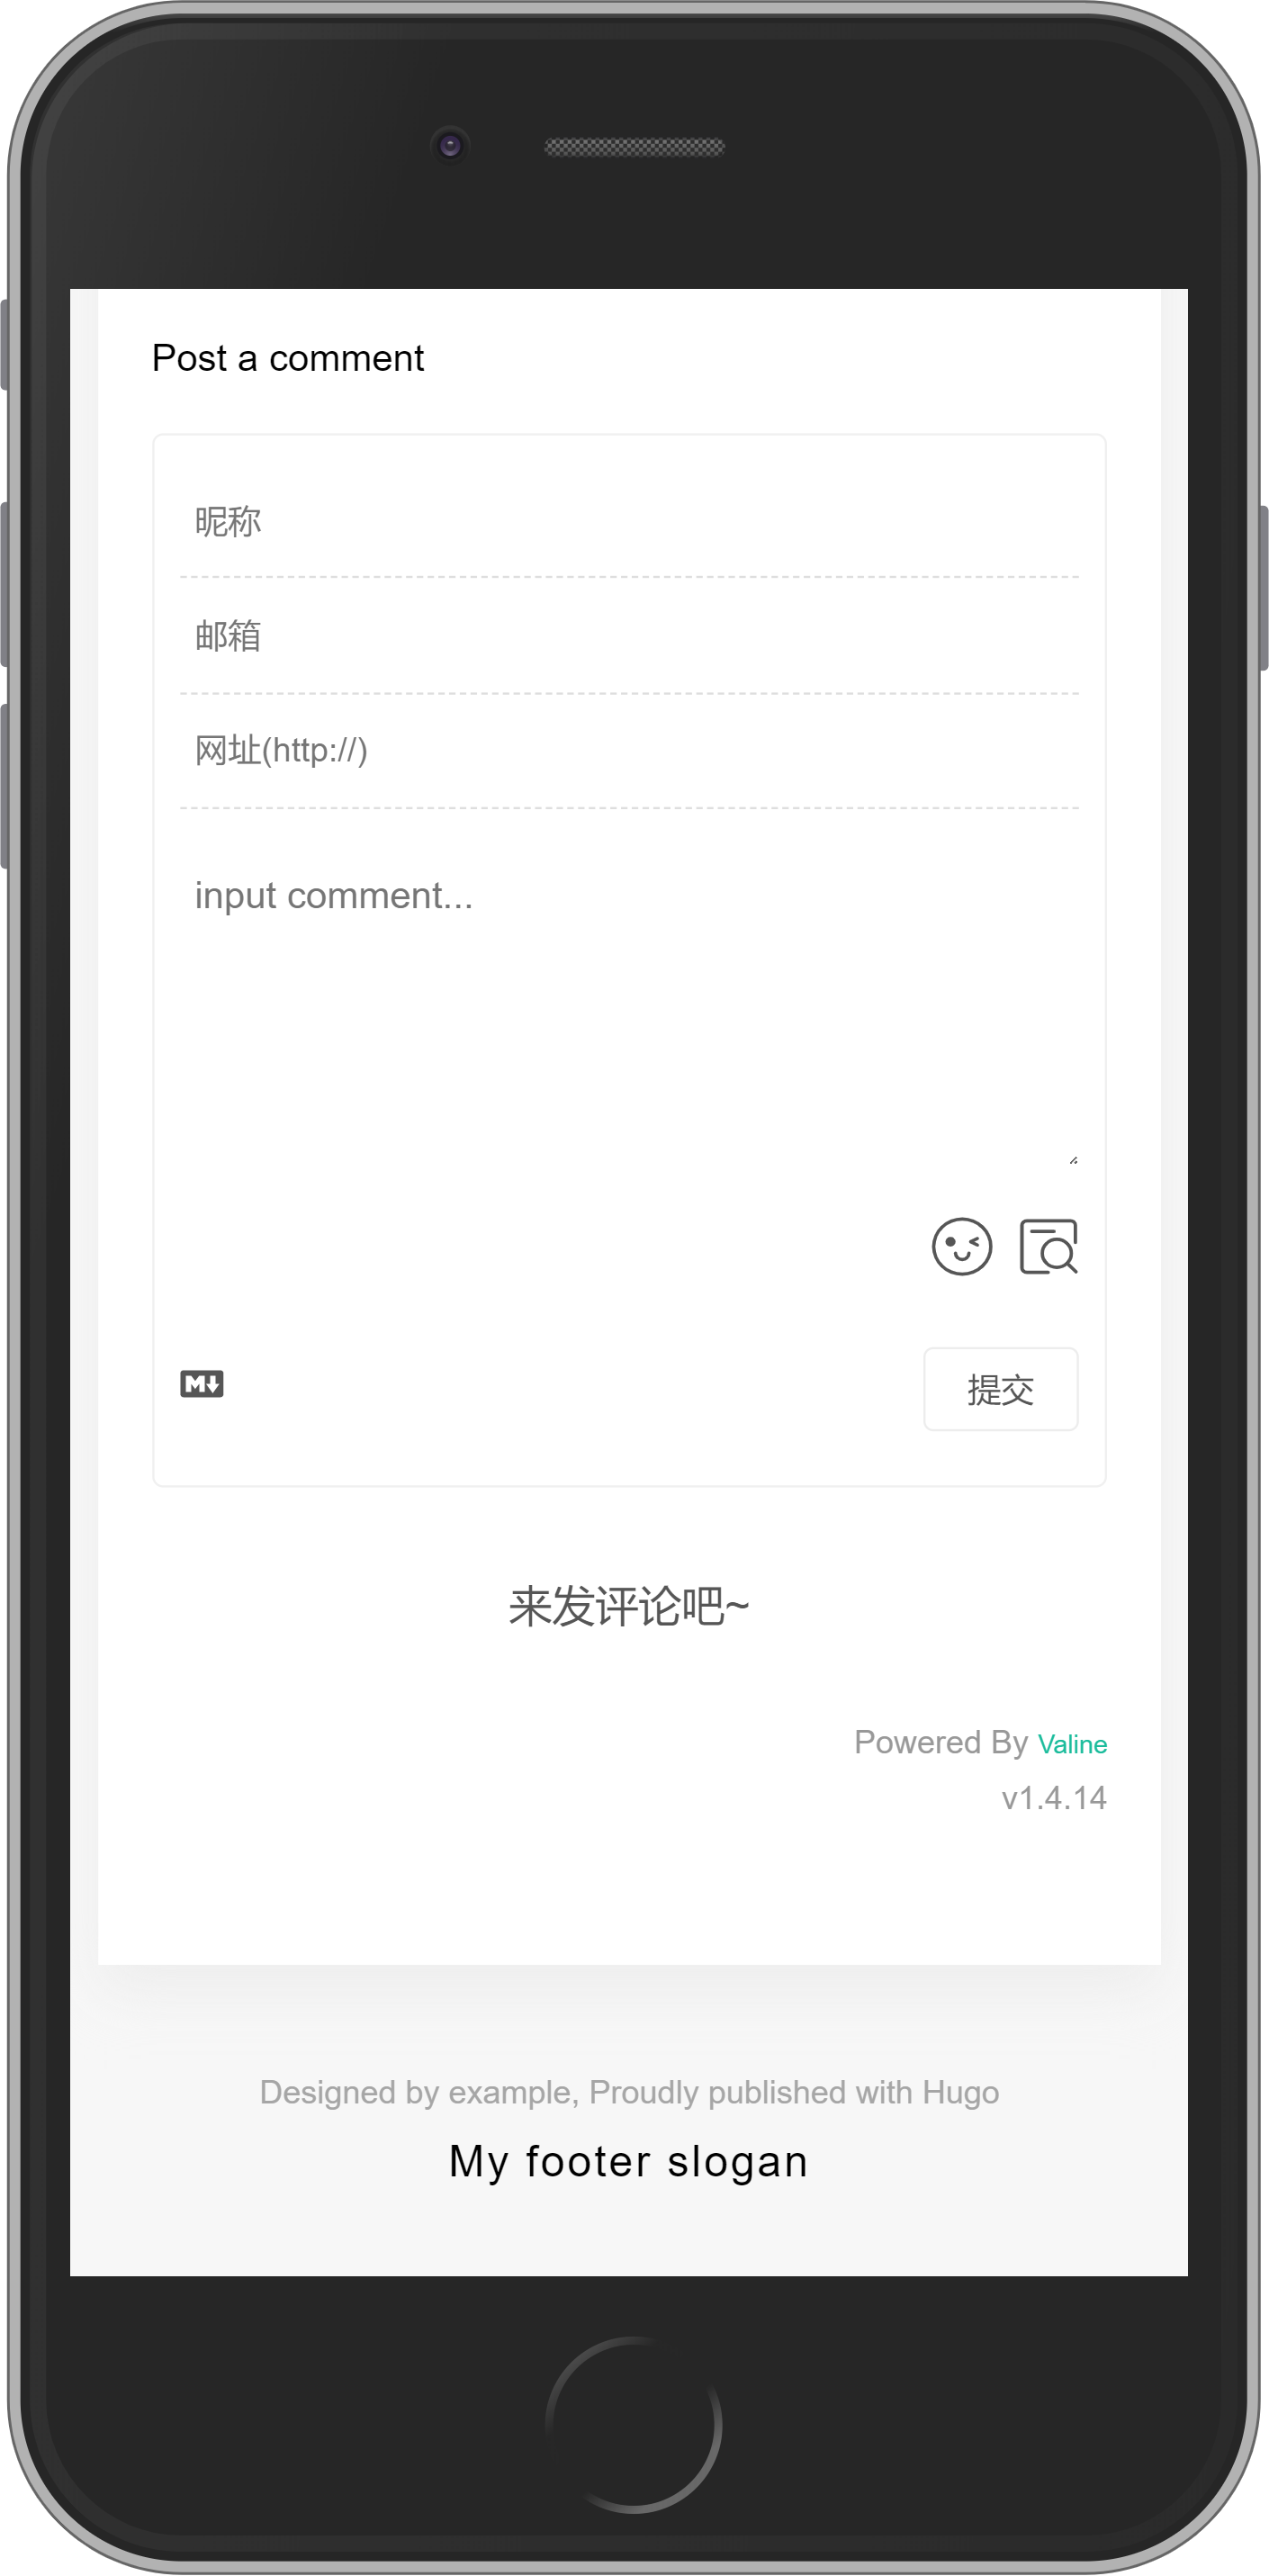 Post a comment
昵称
邮箱
网址(http://)
input comment...
M
提交
来发评论吧~
Powered By Valine
v1.4.14
Designed by example, Proudly published with Hugo
My footer slogan